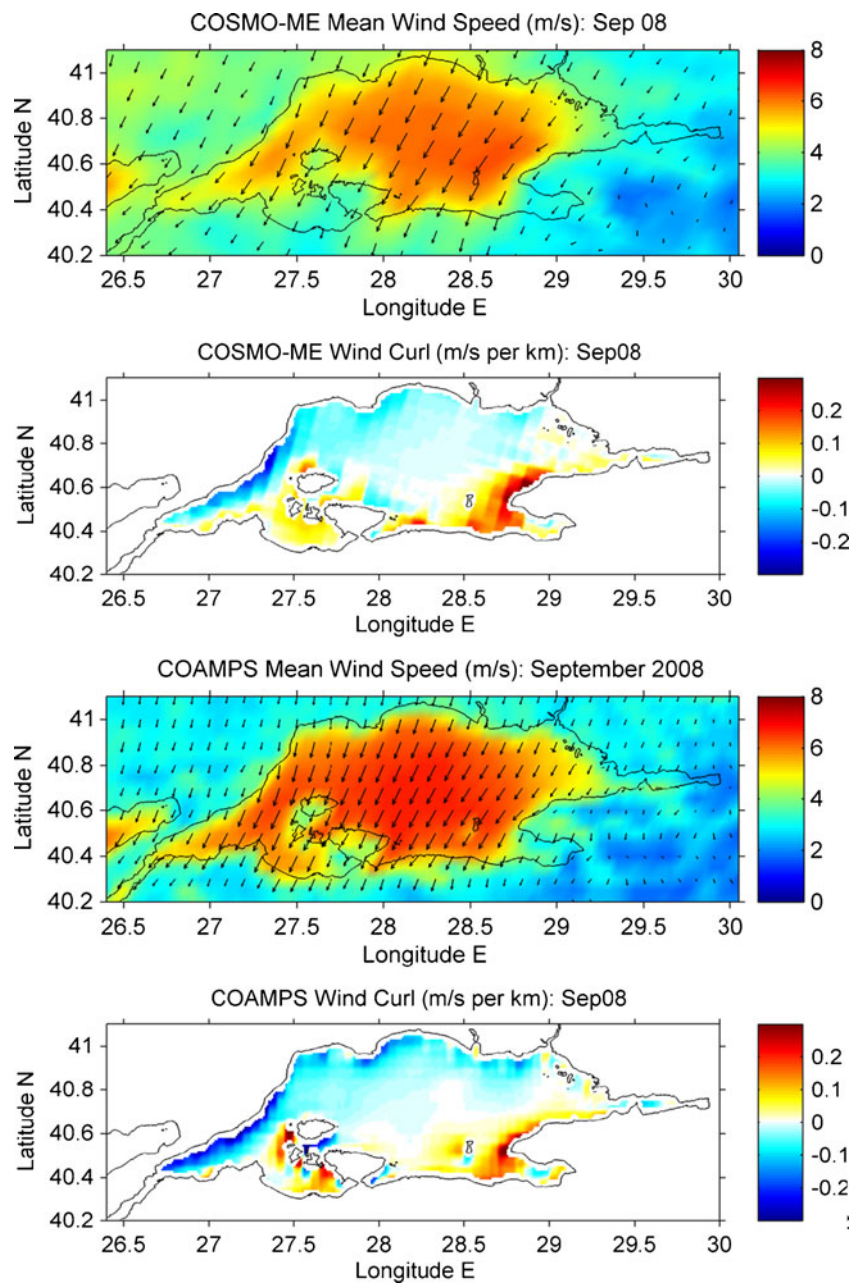 COSMO-ME Mean Wind Speed (m/s): Sep 08
41
40.8
40.6
40.4
40.2
Latitude N
26.5 27 27.5 28 28.5 29 29.5 30
Longitude E
8
6
4
2
0
COSMO-ME Wind Curl (m/s per km): Sep08
41
40.8
40.6
40.4
40.2
Latitude N
26.5 27 27.5 28 28.5 29 29.5 30
Longitude E
0.2
0.1
0
-0.1
-0.2
COAMPS Mean Wind Speed (m/s): September 2008
41
40.8
40.6
40.4
40.2
Latitude N
26.5 27 27.5 28 28.5 29 29.5 30
Longitude E
8
6
4
2
0
COAMPS Wind Curl (m/s per km): Sep08
41
40.8
40.6
40.4
40.2
Latitude N
26.5 27 27.5 28 28.5 29 29.5 30
Longitude E
0.2
0.1
0
-0.1
-0.2